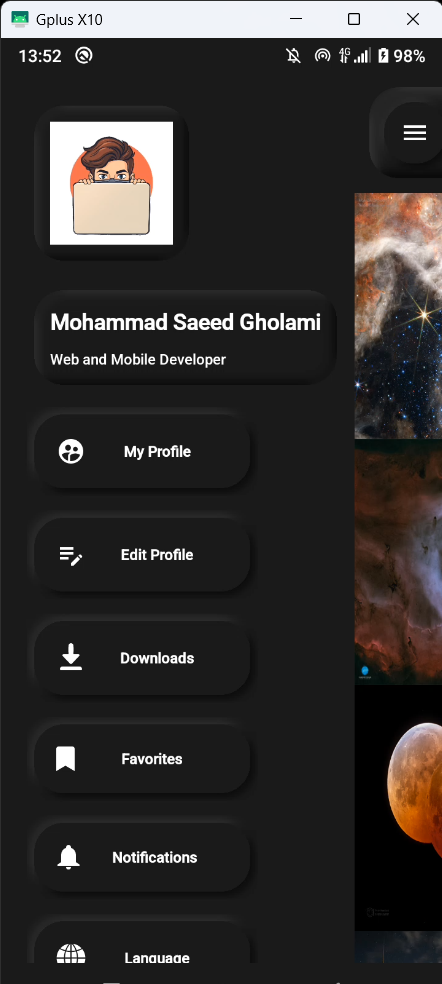 Gplus X10
13:52
4G
98%
Mohammad Saeed Gholami
Web and Mobile Developer
My Profile
Edit Profile
Downloads
Favorites
Notifications
Language